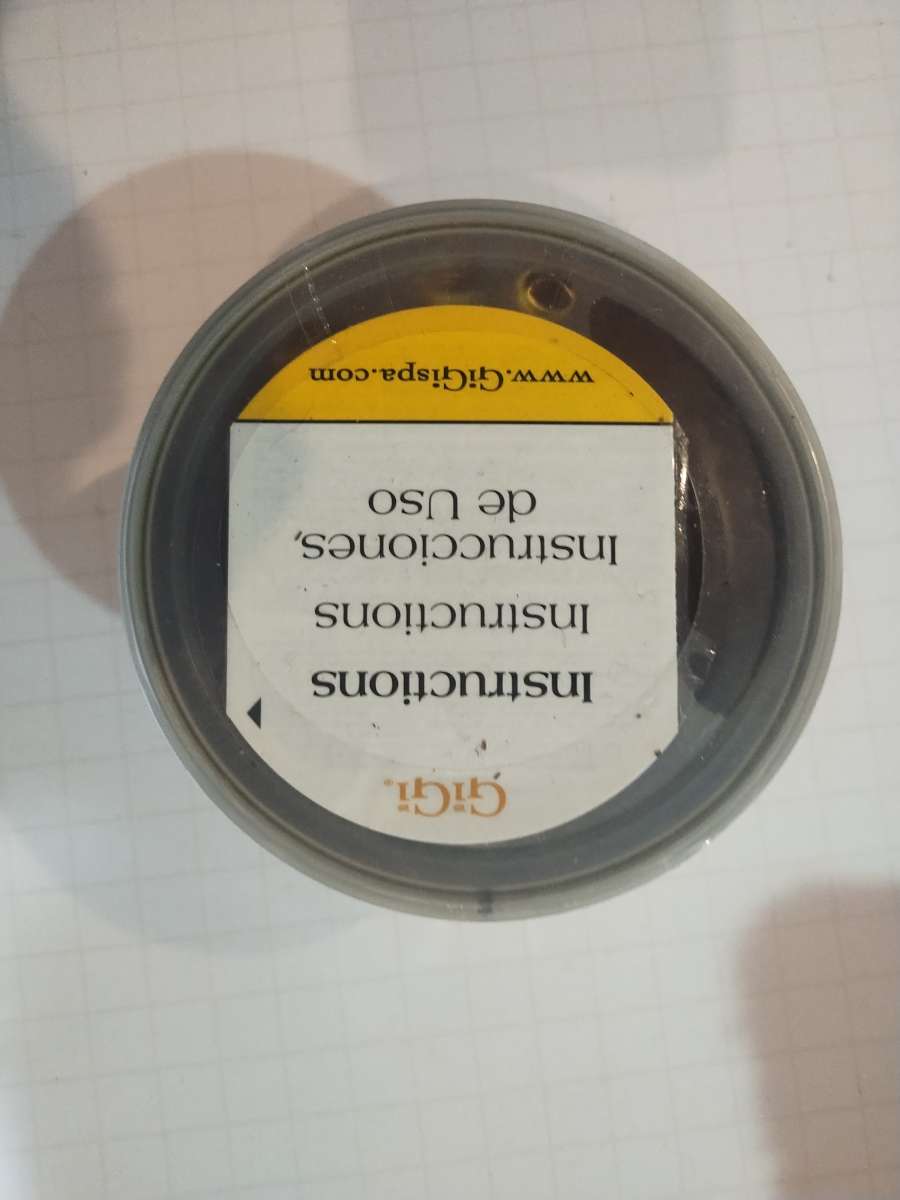 GiGi®
Instructions
Instructions
Instrucciones,
de Uso
www.GiGispa.com